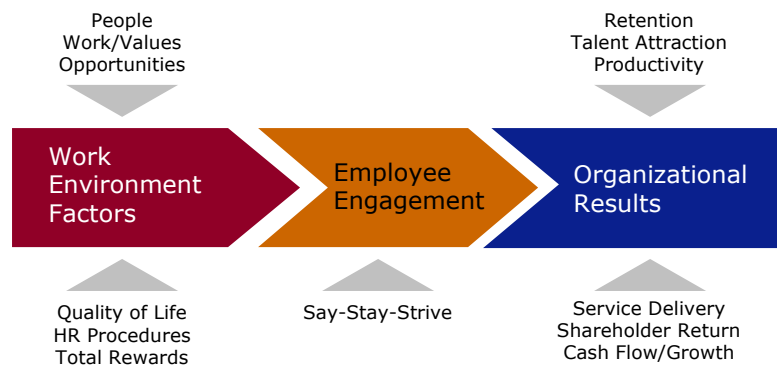 People
Work/Values
Opportunities
Retention
Talent Attraction
Productivity
Work
Environment
Factors
Employee
Engagement
Organizational
Results
Quality of Life
HR Procedures
Total Rewards
Say-Stay-Strive
Service Delivery
Shareholder Return
Cash Flow/Growth